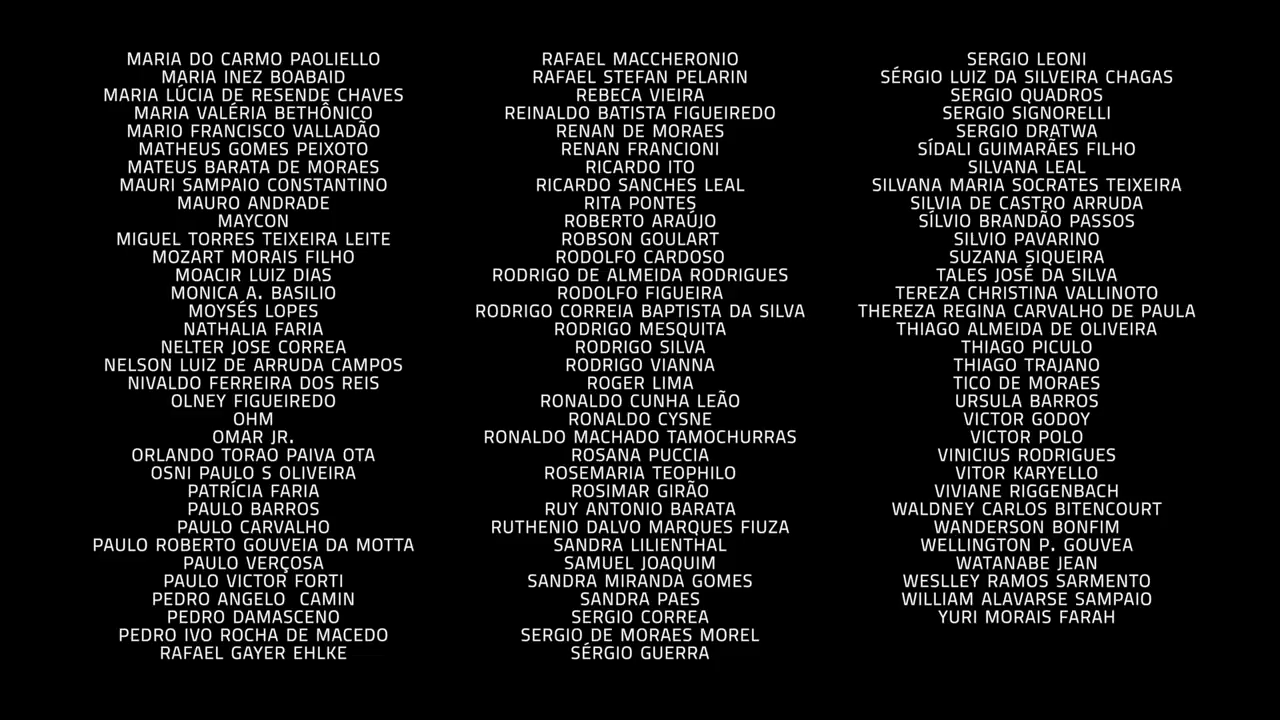 MARIA DO CARMO PAOLIELLO
MARIA INEZ BOABAID
MARIA LÚCIA DE RESENDE CHAVES
MARIA VALÉRIA BETHÔNICO
MARIO FRANCISCO VALLADÃO
MATHEUS GOMES PEIXOTO
MATEUS BARATA DE MORAES
MAURI SAMPAIO CONSTANTINO
MAURO ANDRADE
MAYCON
MIGUEL TORRES TEIXEIRA LEITE
MOZART MORAIS FILHO
MOACIR LUIZ DIAS
MONICA A. BASILIO
MOYSÉS LOPES
NATHALIA FARIA
NELTER JOSE CORREA
NELSON LUIZ DE ARRUDA CAMPOS
NIVALDO FERREIRA DOS REIS
OLNEY FIGUEIREDO
OHM
OMAR JR.
ORLANDO TORAO PAIVA OTA
OSNI PAULO S OLIVEIRA
PATRÍCIA FARIA
PAULO BARROS
PAULO CARVALHO
PAULO ROBERTO GOUVEIA DA MOTTA
PAULO VERÇOSA
PAULO VICTOR FORTI
PEDRO ANGELO  CAMIN
PEDRO DAMASCENO
PEDRO IVO ROCHA DE MACEDO
RAFAEL GAYER EHLKE
RAFAEL MACCHERONIO
RAFAEL STEFAN PELARIN
REBECA VIEIRA
REINALDO BATISTA FIGUEIREDO
RENAN DE MORAES
RENAN FRANCIONI
RICARDO ITO
RICARDO SANCHES LEAL
RITA PONTES
ROBERTO ARAÚJO
ROBSON GOULART
RODOLFO CARDOSO
RODRIGO DE ALMEIDA RODRIGUES
RODOLFO FIGUEIRA
RODRIGO CORREIA BAPTISTA DA SILVA
RODRIGO MESQUITA
RODRIGO SILVA
RODRIGO VIANNA
ROGER LIMA
RONALDO CUNHA LEÃO
RONALDO CYSNE
RONALDO MACHADO TAMOCHURRAS
ROSANA PUCCIA
ROSEMARIA TEOPHILO
ROSIMAR GIRÃO
RUY ANTONIO BARATA
RUTHENIO DALVO MARQUES FIUZA
SANDRA LILIENTHAL
SAMUEL JOAQUIM
SANDRA MIRANDA GOMES
SANDRA PAES
SERGIO CORREA
SERGIO DE MORAES MOREL
SÉRGIO GUERRA
SERGIO LEONI
SÉRGIO LUIZ DA SILVEIRA CHAGAS
SERGIO QUADROS
SERGIO SIGNORELLI
SERGIO DRATWA
SÍDALI GUIMARÃES FILHO
SILVANA LEAL
SILVANA MARIA SOCRATES TEIXEIRA
SILVIA DE CASTRO ARRUDA
SÍLVIO BRANDÃO PASSOS
SILVIO PAVARINO
SUZANA SIQUEIRA
TALES JOSÉ DA SILVA
TEREZA CHRISTINA VALLINOTO
THEREZA REGINA CARVALHO DE PAULA
THIAGO ALMEIDA DE OLIVEIRA
THIAGO PICULO
THIAGO TRAJANO
TICO DE MORAES
URSULA BARROS
VICTOR GODOY
VICTOR POLO
VINICIUS RODRIGUES
VITOR KARYELLO
VIVIANE RIGGENBACH
WALDNEY CARLOS BITENCOURT
WANDERSON BONFIM
WELLINGTON P. GOUVEA
WATANABE JEAN
WESLLEY RAMOS SARMENTO
WILLIAM ALAVARSE SAMPAIO
YURI MORAIS FARAH